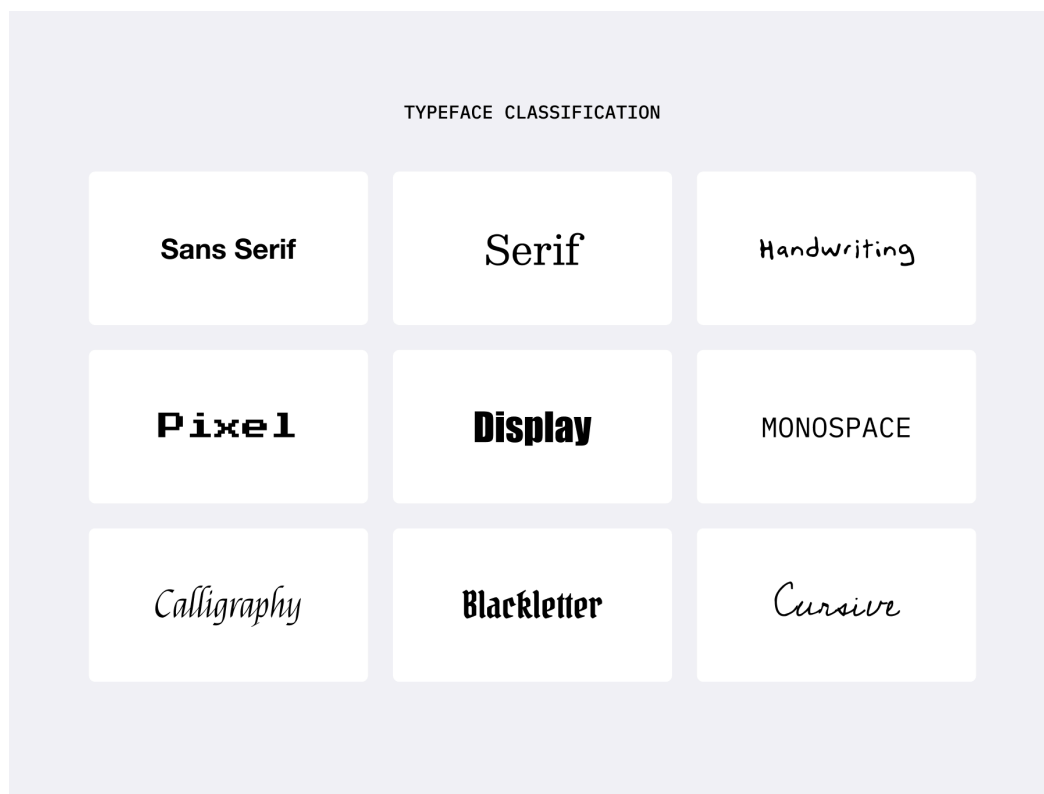 TYPEFACE CLASSIFICATION
Sans Serif
Serif
Handwriting
Pixel
Display
MONOSPACE
Calligraphy
Blackletter
Cursive